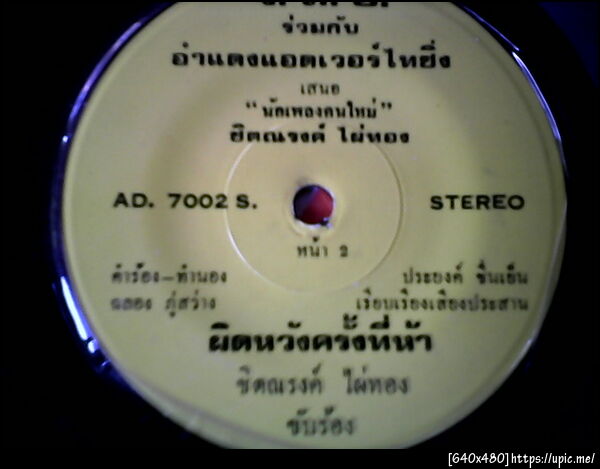 ร่วมกับ
อำแดงแอดเวอร์ไทยิ่ง
เสนอ
"นักเพลงคนใหม่"
ชิตณรงค์ ไผ่ทอง
AD. 7002 S. STEREO
หน้า 2
คำร้อง–ทำนอง ประยงค์ ชื่นเย็น
ฉลอง ภู่สว่าง เรียบเรียงเสียงประสาน
ผิดหวังครั้งที่ห้า
ชิตณรงค์ ไผ่ทอง
ขับร้อง
[640x480]https://upic.me/